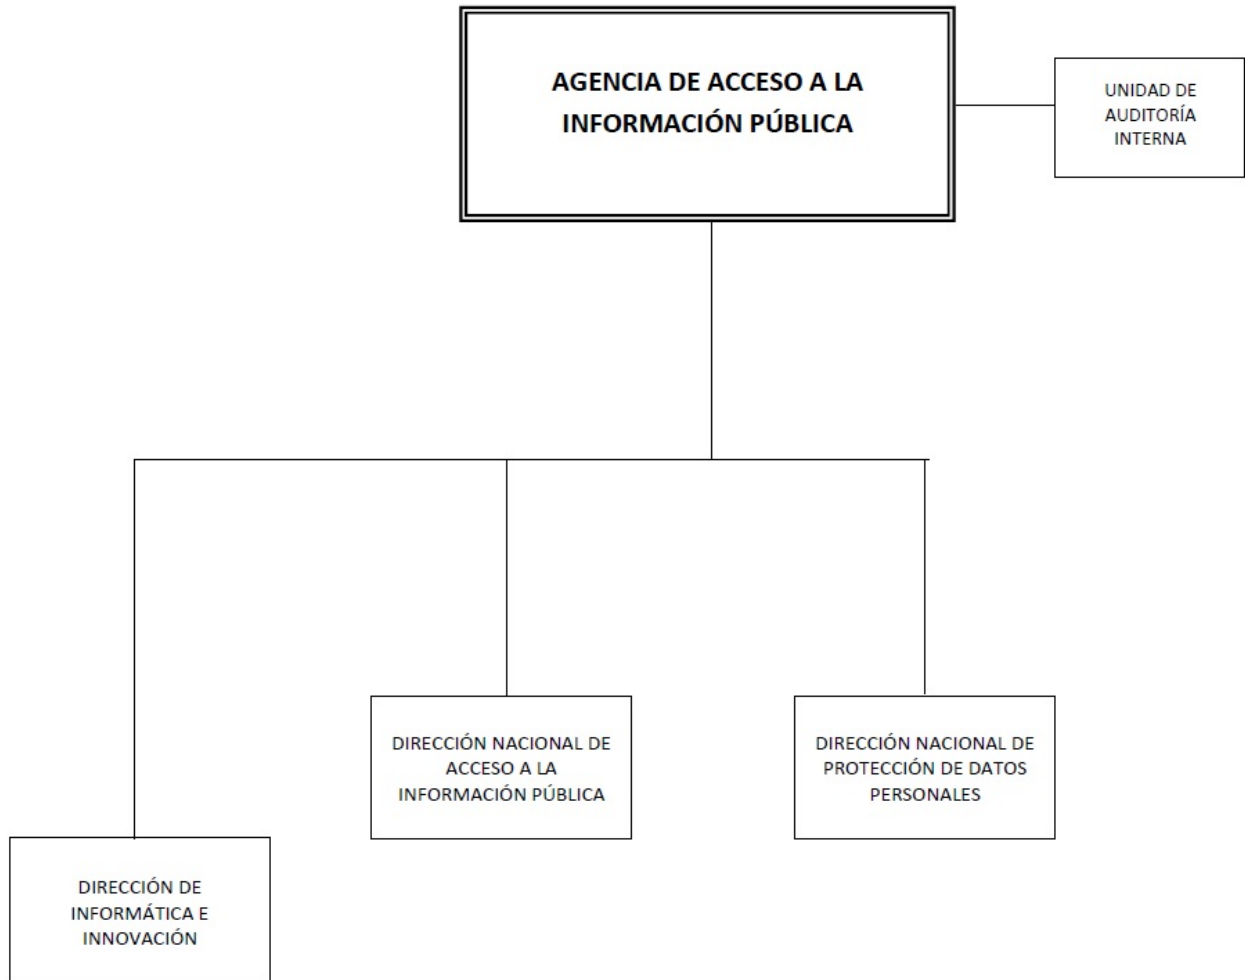 AGENCIA DE ACCESO A LA
INFORMACIÓN PÚBLICA
UNIDAD DE
AUDITORÍA
INTERNA
DIRECCIÓN NACIONAL DE
ACCESO A LA
INFORMACIÓN PÚBLICA
DIRECCIÓN NACIONAL DE
PROTECCIÓN DE DATOS
PERSONALES
DIRECCIÓN DE
INFORMÁTICA E
INNOVACIÓN